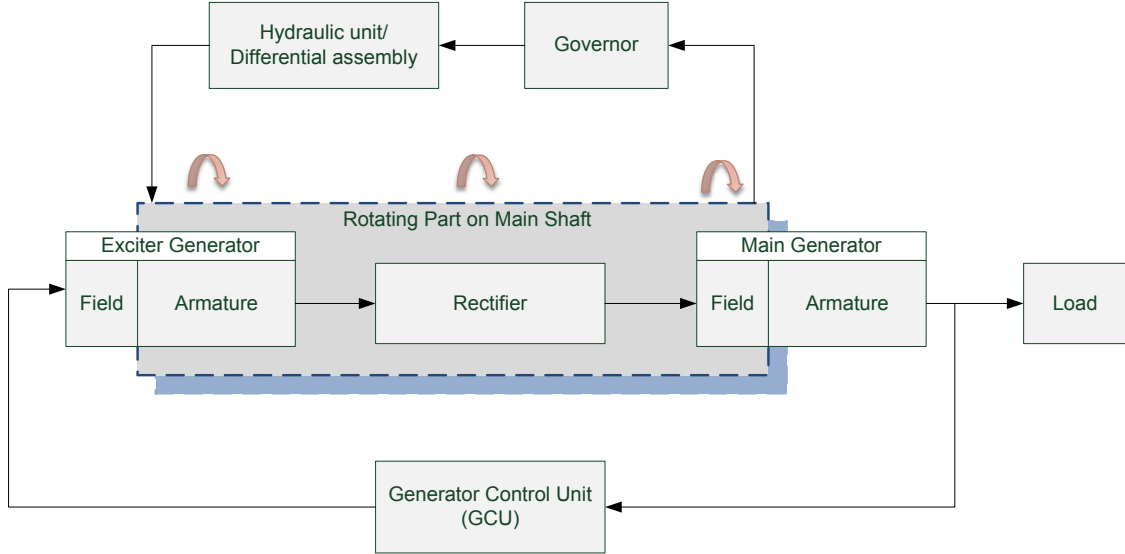 Hydraulic unit/
Differential assembly
Governor
Rotating Part on Main Shaft
Exciter Generator
Main Generator
Field
Armature
Rectifier
Field
Armature
Load
Generator Control Unit
(GCU)